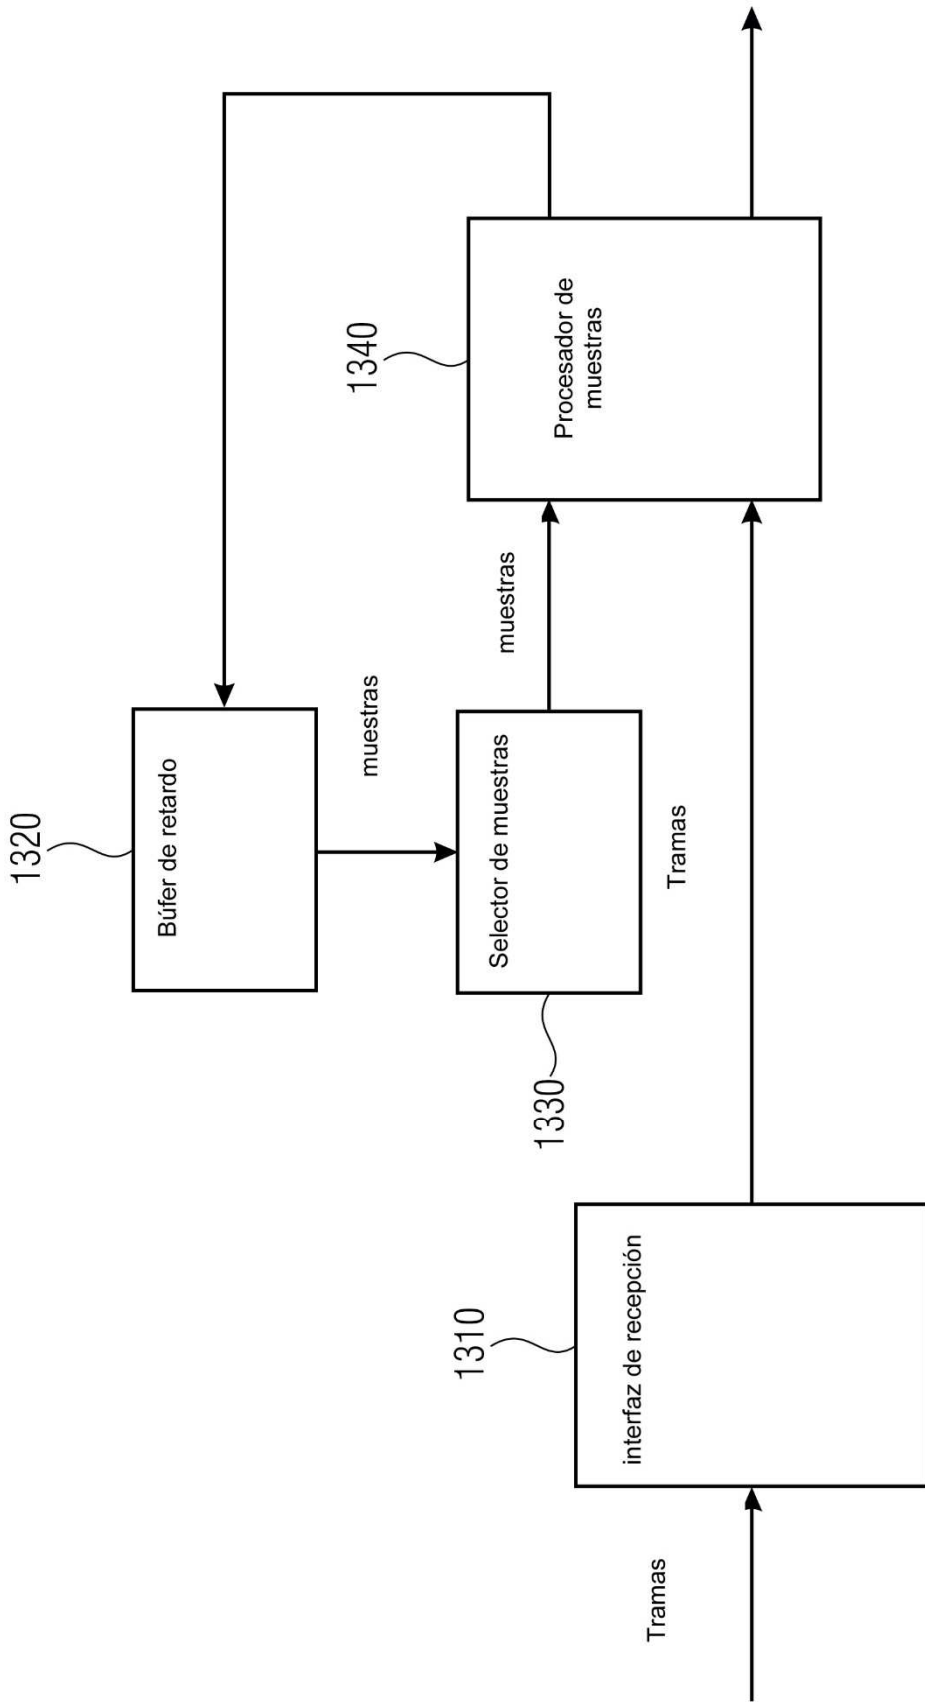 1320
Búfer de retardo
muestras
1340
Procesador de
muestras
muestras
Selector de muestras
1330
Tramas
1310
interfaz de recepción
Tramas